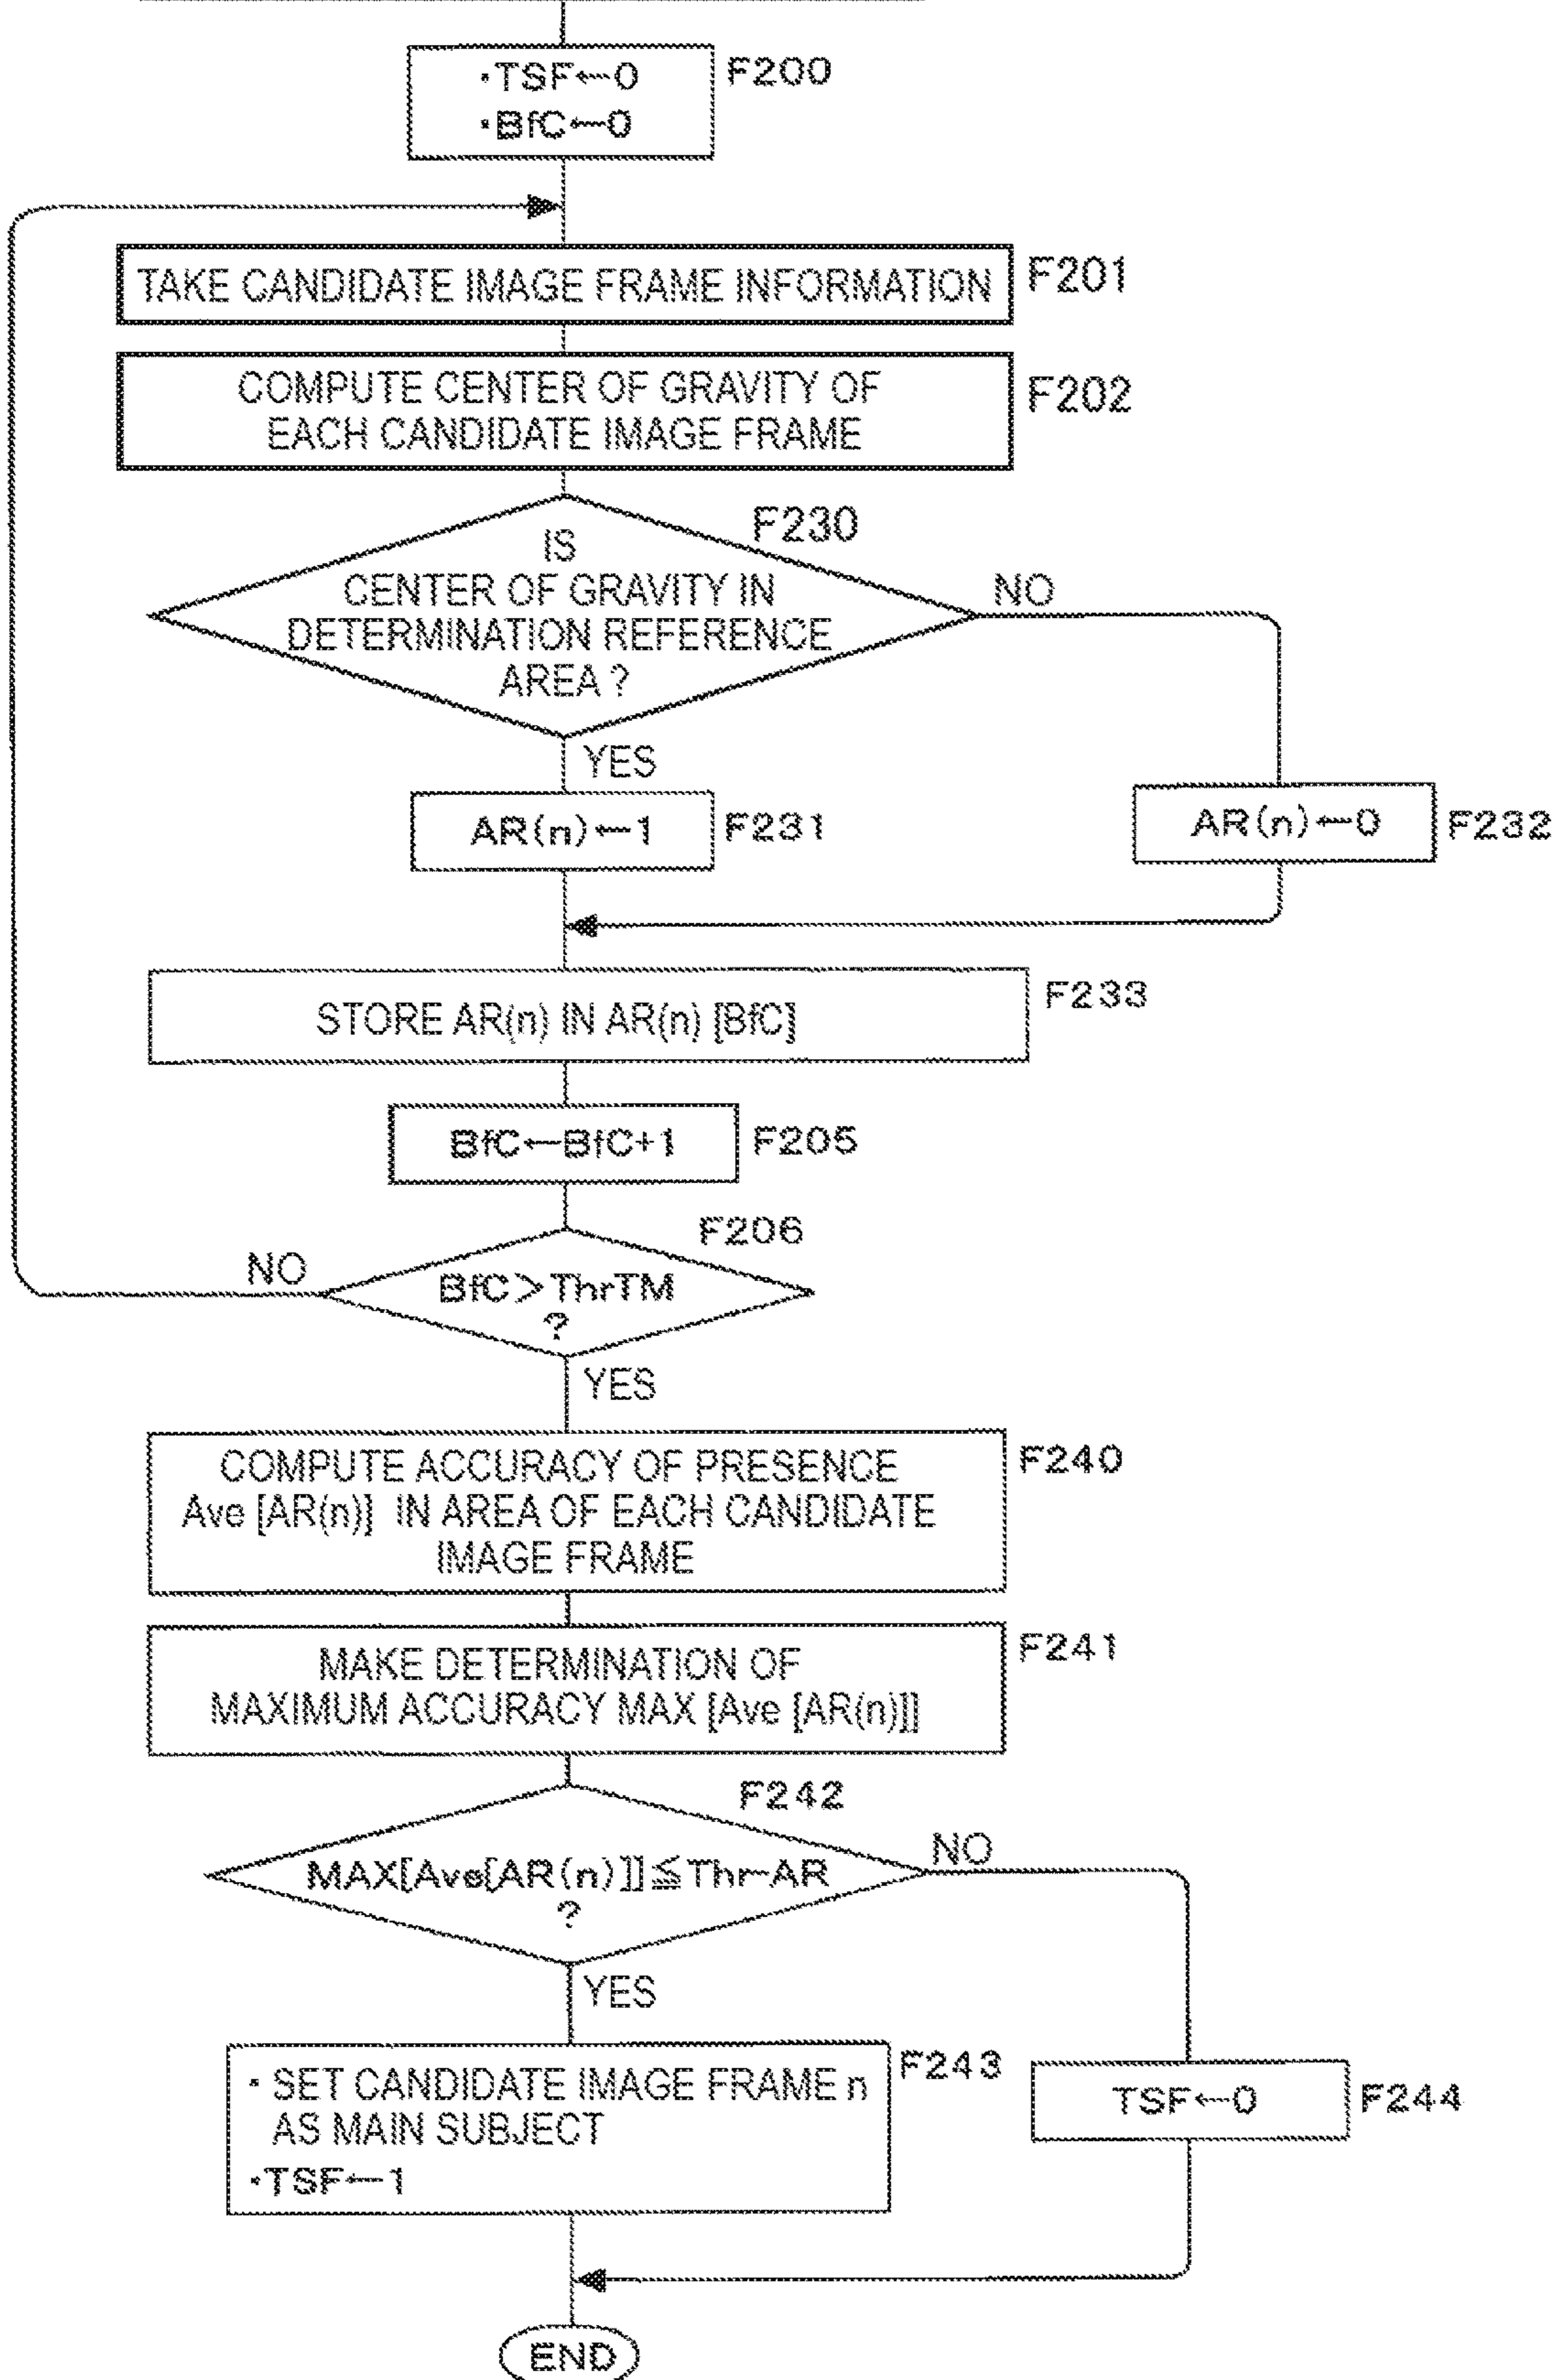 ・TSF←0
・BfC←0
F200
TAKE CANDIDATE IMAGE FRAME INFORMATION
F201
COMPUTE CENTER OF GRAVITY OF
EACH CANDIDATE IMAGE FRAME
F202
F230
IS
CENTER OF GRAVITY IN
DETERMINATION REFERENCE
AREA ?
NO
YES
AR(n)←1
F231
AR(n)←0
F232
STORE AR(n) IN AR(n) [BfC]
F233
BfC←BfC+1
F205
F206
NO
BfC>ThrTM
?
YES
COMPUTE ACCURACY OF PRESENCE
Ave [AR(n)] IN AREA OF EACH CANDIDATE
IMAGE FRAME
F240
MAKE DETERMINATION OF
MAXIMUM ACCURACY MAX [Ave [AR(n)]]
F241
F242
NO
MAX[Ave[AR(n)]]≦Thr-AR
?
YES
・SET CANDIDATE IMAGE FRAME n
AS MAIN SUBJECT
・TSF←1
F243
TSF←0
F244
END